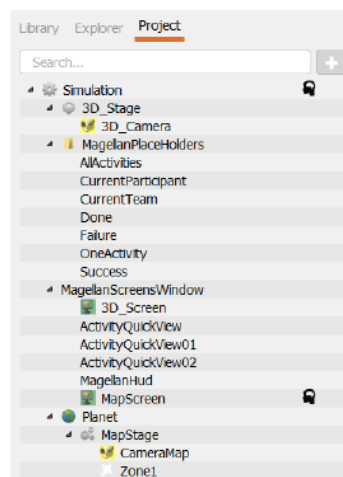 Library Explorer Project
Search...
Simulation
3D_Stage
3D_Camera
MagellanPlaceHolders
AllActivities
CurrentParticipant
CurrentTeam
Done
Failure
OneActivity
Success
MagellanScreensWindow
3D_Screen
ActivityQuickView
ActivityQuickView01
ActivityQuickView02
MagellanHud
MapScreen
Planet
MapStage
CameraMap
Zone1